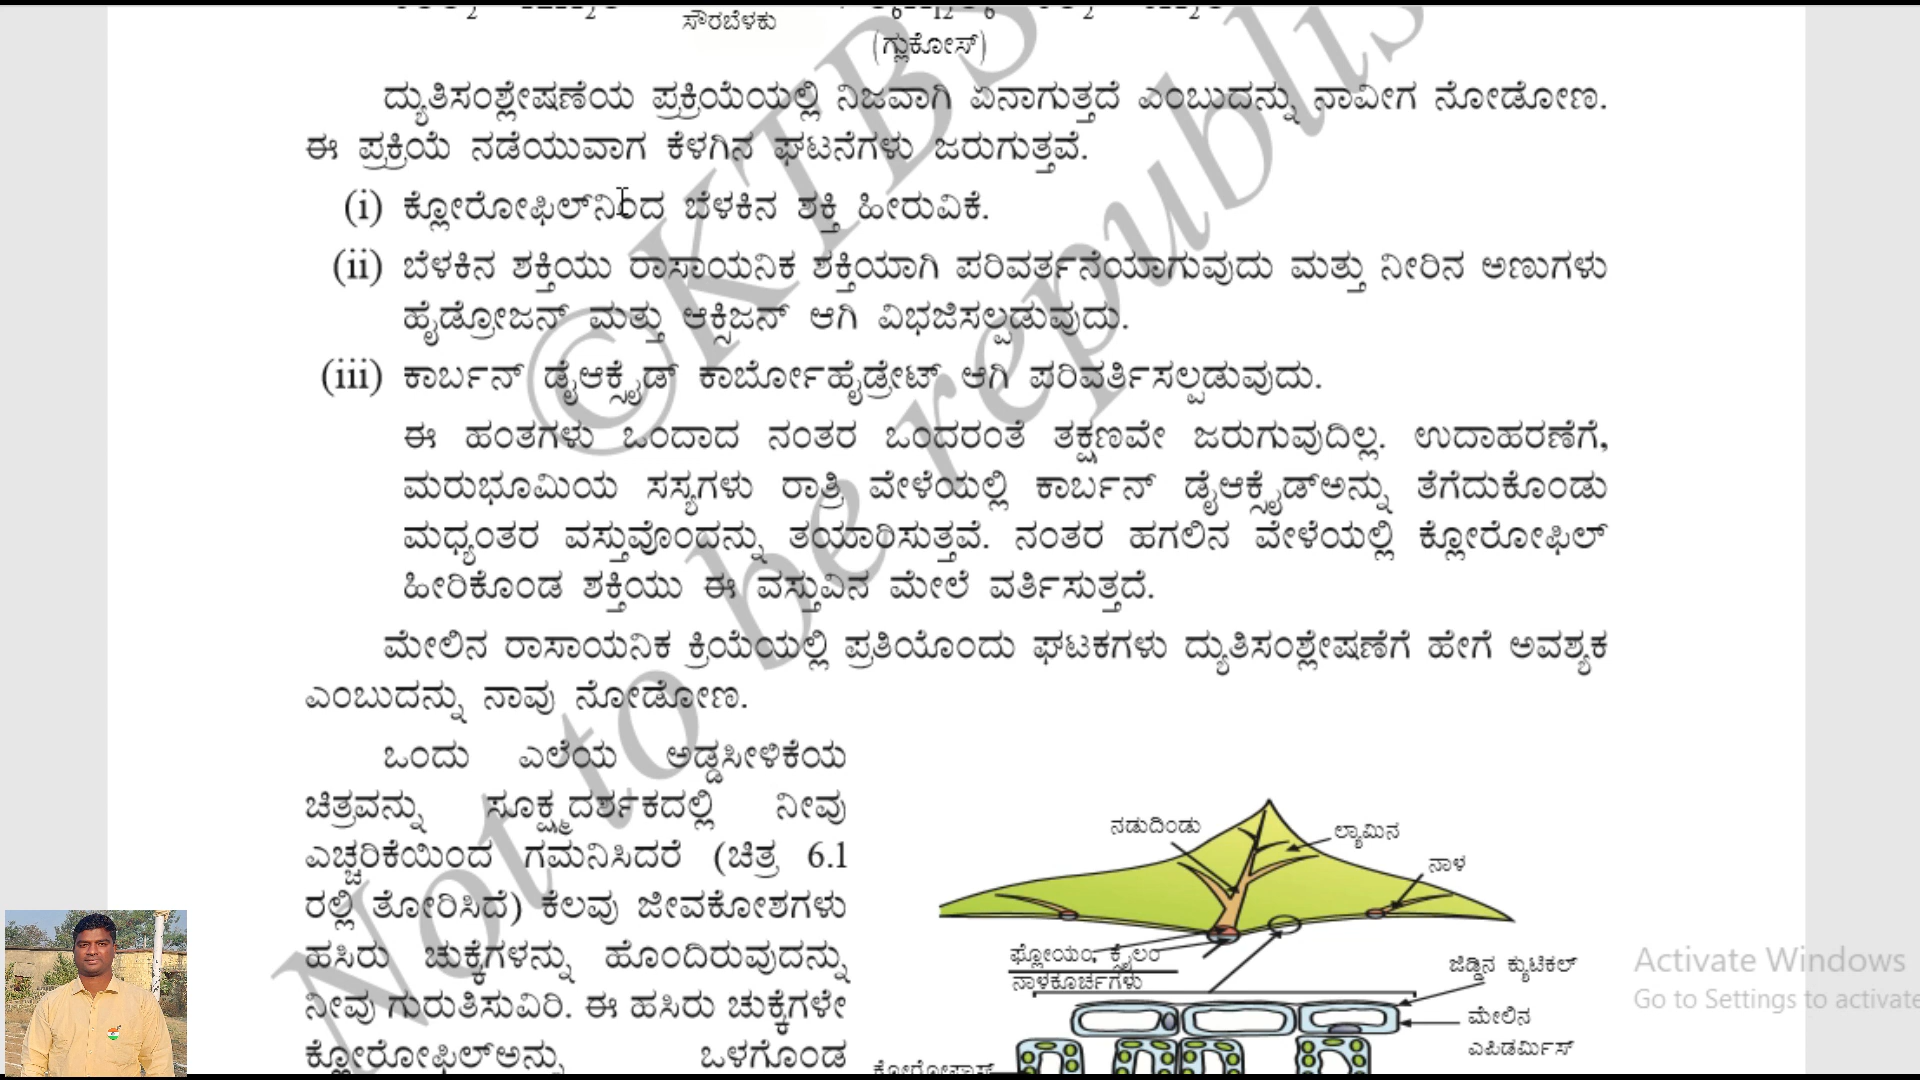 ಸೌರಬೆಳಕು
(ಗ್ಲುಕೋಸ್)
ದ್ಯುತಿಸಂಶ್ಲೇಷಣೆಯ ಪ್ರಕ್ರಿಯೆಯಲ್ಲಿ ನಿಜವಾಗಿ ಏನಾಗುತ್ತದೆ ಎಂಬುದನ್ನು ನಾವೀಗ ನೋಡೋಣ.
ಈ ಪ್ರಕ್ರಿಯೆ ನಡೆಯುವಾಗ ಕೆಳಗಿನ ಘಟನೆಗಳು ಜರುಗುತ್ತವೆ.
(i) ಕ್ಲೋರೋಫಿಲ್‌ನಿಂದ ಬೆಳಕಿನ ಶಕ್ತಿ ಹೀರುವಿಕೆ.
(ii) ಬೆಳಕಿನ ಶಕ್ತಿಯು ರಾಸಾಯನಿಕ ಶಕ್ತಿಯಾಗಿ ಪರಿವರ್ತನೆಯಾಗುವುದು ಮತ್ತು ನೀರಿನ ಅಣುಗಳು
ಹೈಡ್ರೋಜನ್ ಮತ್ತು ಆಕ್ಸಿಜನ್ ಆಗಿ ವಿಭಜಿಸಲ್ಪಡುವುದು.
(iii) ಕಾರ್ಬನ್ ಡೈಆಕ್ಸೈಡ್ ಕಾರ್ಬೋಹೈಡ್ರೇಟ್ ಆಗಿ ಪರಿವರ್ತಿಸಲ್ಪಡುವುದು.
ಈ ಹಂತಗಳು ಒಂದಾದ ನಂತರ ಒಂದರಂತೆ ತಕ್ಷಣವೇ ಜರುಗುವುದಿಲ್ಲ. ಉದಾಹರಣೆಗೆ,
ಮರುಭೂಮಿಯ ಸಸ್ಯಗಳು ರಾತ್ರಿ ವೇಳೆಯಲ್ಲಿ ಕಾರ್ಬನ್ ಡೈಆಕ್ಸೈಡ್‌ಅನ್ನು ತೆಗೆದುಕೊಂಡು
ಮಧ್ಯಂತರ ವಸ್ತುವೊಂದನ್ನು ತಯಾರಿಸುತ್ತವೆ. ನಂತರ ಹಗಲಿನ ವೇಳೆಯಲ್ಲಿ ಕ್ಲೋರೋಫಿಲ್
ಹೀರಿಕೊಂಡ ಶಕ್ತಿಯು ಈ ವಸ್ತುವಿನ ಮೇಲೆ ವರ್ತಿಸುತ್ತದೆ.
ಮೇಲಿನ ರಾಸಾಯನಿಕ ಕ್ರಿಯೆಯಲ್ಲಿ ಪ್ರತಿಯೊಂದು ಘಟಕಗಳು ದ್ಯುತಿಸಂಶ್ಲೇಷಣೆಗೆ ಹೇಗೆ ಅವಶ್ಯಕ
ಎಂಬುದನ್ನು ನಾವು ನೋಡೋಣ.
ಒಂದು ಎಲೆಯ ಅಡ್ಡಸೀಳಿಕೆಯ
ಚಿತ್ರವನ್ನು ಸೂಕ್ಷ್ಮದರ್ಶಕದಲ್ಲಿ ನೀವು
ಎಚ್ಚರಿಕೆಯಿಂದ ಗಮನಿಸಿದರೆ (ಚಿತ್ರ 6.1
ರಲ್ಲಿ ತೋರಿಸಿದೆ) ಕೆಲವು ಜೀವಕೋಶಗಳು
ಹಸಿರು ಚುಕ್ಕೆಗಳನ್ನು ಹೊಂದಿರುವುದನ್ನು
ನೀವು ಗುರುತಿಸುವಿರಿ. ಈ ಹಸಿರು ಚುಕ್ಕೆಗಳೇ
ಕ್ಲೋರೋಫಿಲ್‌ಅನ್ನು ಒಳಗೊಂಡ
ನಡುದಿಂಡು
ಲ್ಯಾಮಿನ
ನಾಳ
ಫ್ಲೋಯಂ, ಕ್ಸೈಲಂ
ನಾಳಕೂರ್ಚಗಳು
ಜಿಡ್ಡಿನ ಕ್ಯುಟಿಕಲ್
ಮೇಲಿನ
ಎಪಿಡರ್ಮಿಸ್
©KTBS
Not to be republis
Activate Windows
Go to Settings to activate